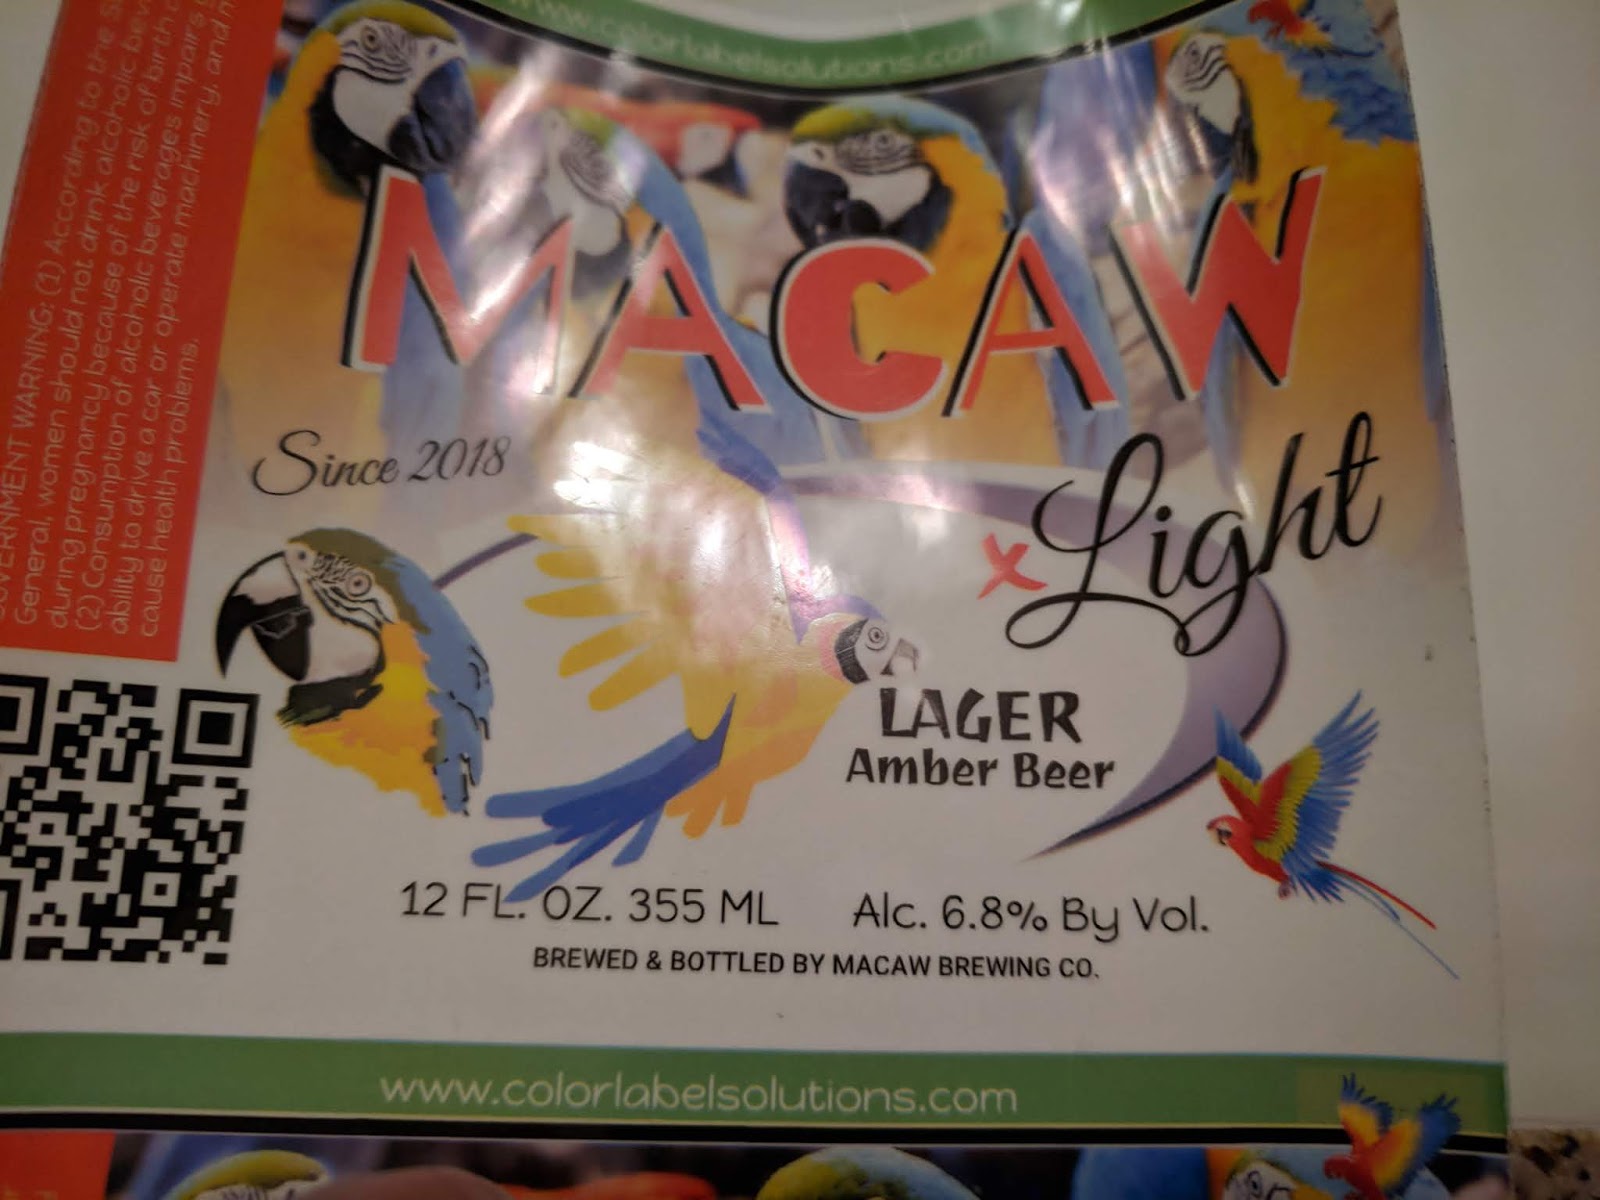 www.colorlabelsolutions.com
GOVERNMENT WARNING: (1) According to the
General, women should not drink alcoholic
during pregnancy because of the risk of birth
(2) Consumption of alcoholic beverages impairs
ability to drive a car or operate machinery, and
cause health problems.
MACAW
Since 2018
x Light
LAGER
Amber Beer
12 FL. OZ. 355 ML Alc. 6.8% By Vol.
BREWED & BOTTLED BY MACAW BREWING CO.
www.colorlabelsolutions.com